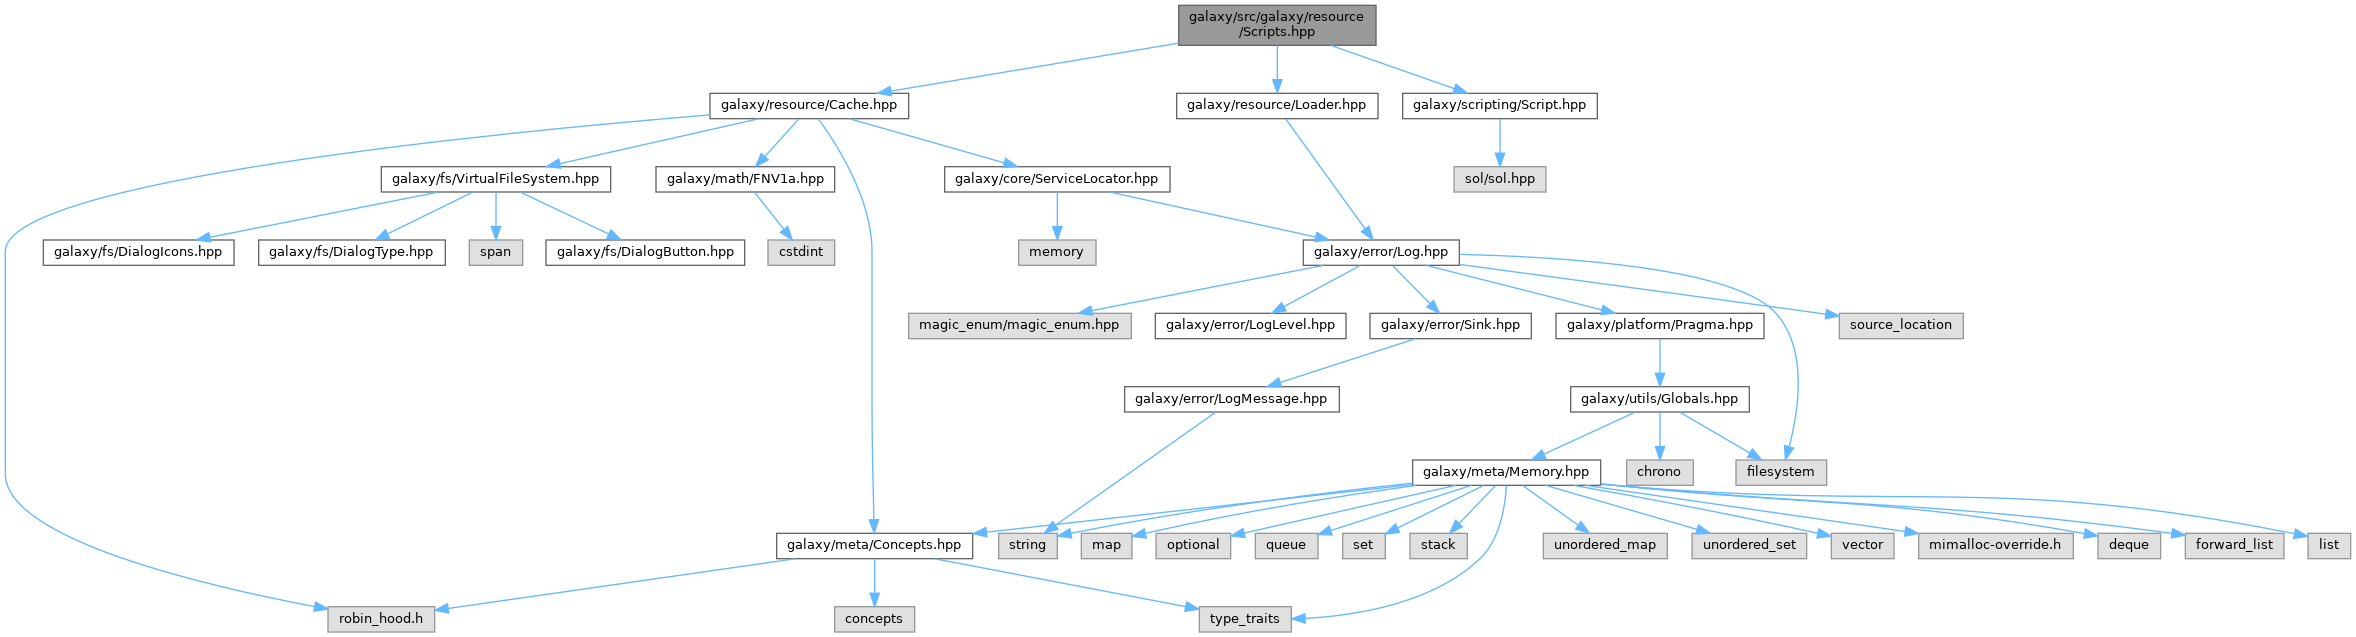 galaxy/src/galaxy/resource
/Scripts.hpp
galaxy/resource/Cache.hpp
galaxy/resource/Loader.hpp
galaxy/scripting/Script.hpp
galaxy/fs/VirtualFileSystem.hpp
galaxy/math/FNV1a.hpp
galaxy/core/ServiceLocator.hpp
sol/sol.hpp
galaxy/fs/DialogIcons.hpp
galaxy/fs/DialogType.hpp
span
galaxy/fs/DialogButton.hpp
cstdint
memory
galaxy/error/Log.hpp
magic_enum/magic_enum.hpp
galaxy/error/LogLevel.hpp
galaxy/error/Sink.hpp
galaxy/platform/Pragma.hpp
source_location
galaxy/error/LogMessage.hpp
galaxy/utils/Globals.hpp
galaxy/meta/Memory.hpp
chrono
filesystem
galaxy/meta/Concepts.hpp
string
map
optional
queue
set
stack
unordered_map
unordered_set
vector
mimalloc-override.h
deque
forward_list
list
robin_hood.h
concepts
type_traits